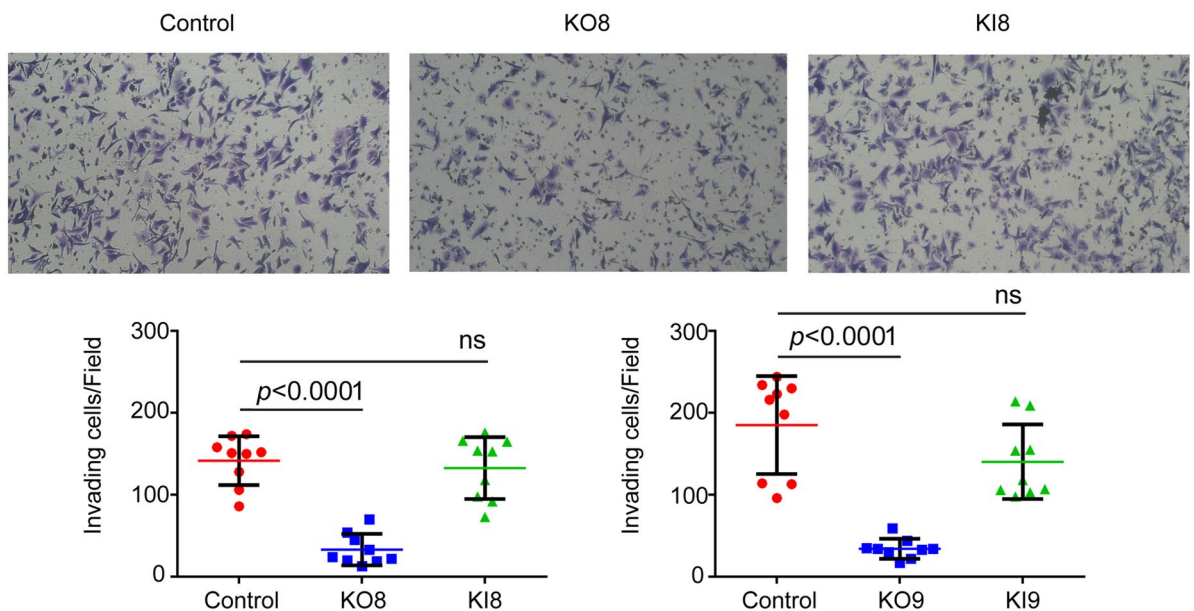 Control KO8 KI8
Invading cells/Field
300
200
100
0
ns
p<0.0001
Control KO8 KI8
Invading cells/Field
300
200
100
0
ns
p<0.0001
Control KO9 KI9